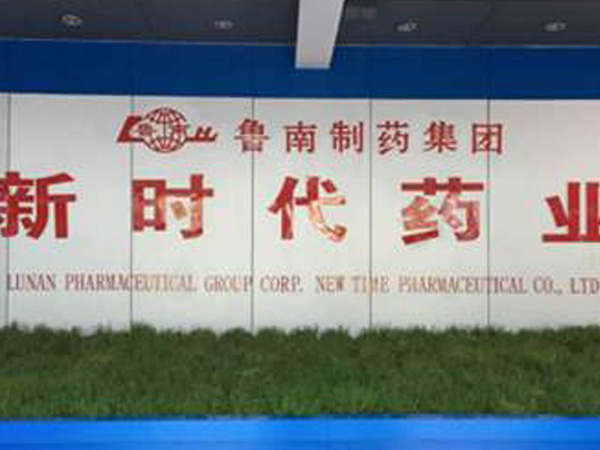 鲁南制药集团
新时代药业
LUNAN PHARMACEUTICAL GROUP CORP. NEW TIME PHARMACEUTICAL CO., LTD